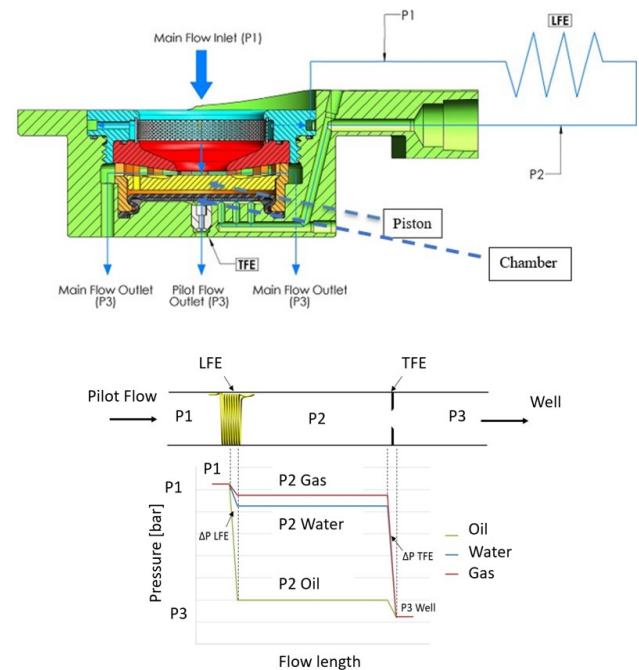 P1
LFE
Main Flow Inlet (P1)
P2
Piston
Chamber
TFE
Main Flow Outlet
(P3)
Pilot Flow
Outlet (P3)
Main Flow Outlet
(P3)
LFE
TFE
Pilot Flow
P1
P2
P3
Well
P1
P1
P2 Gas
ΔP LFE
P2 Water
ΔP TFE
Oil
Water
Gas
P2 Oil
P3 Well
P3
Pressure [bar]
Flow length